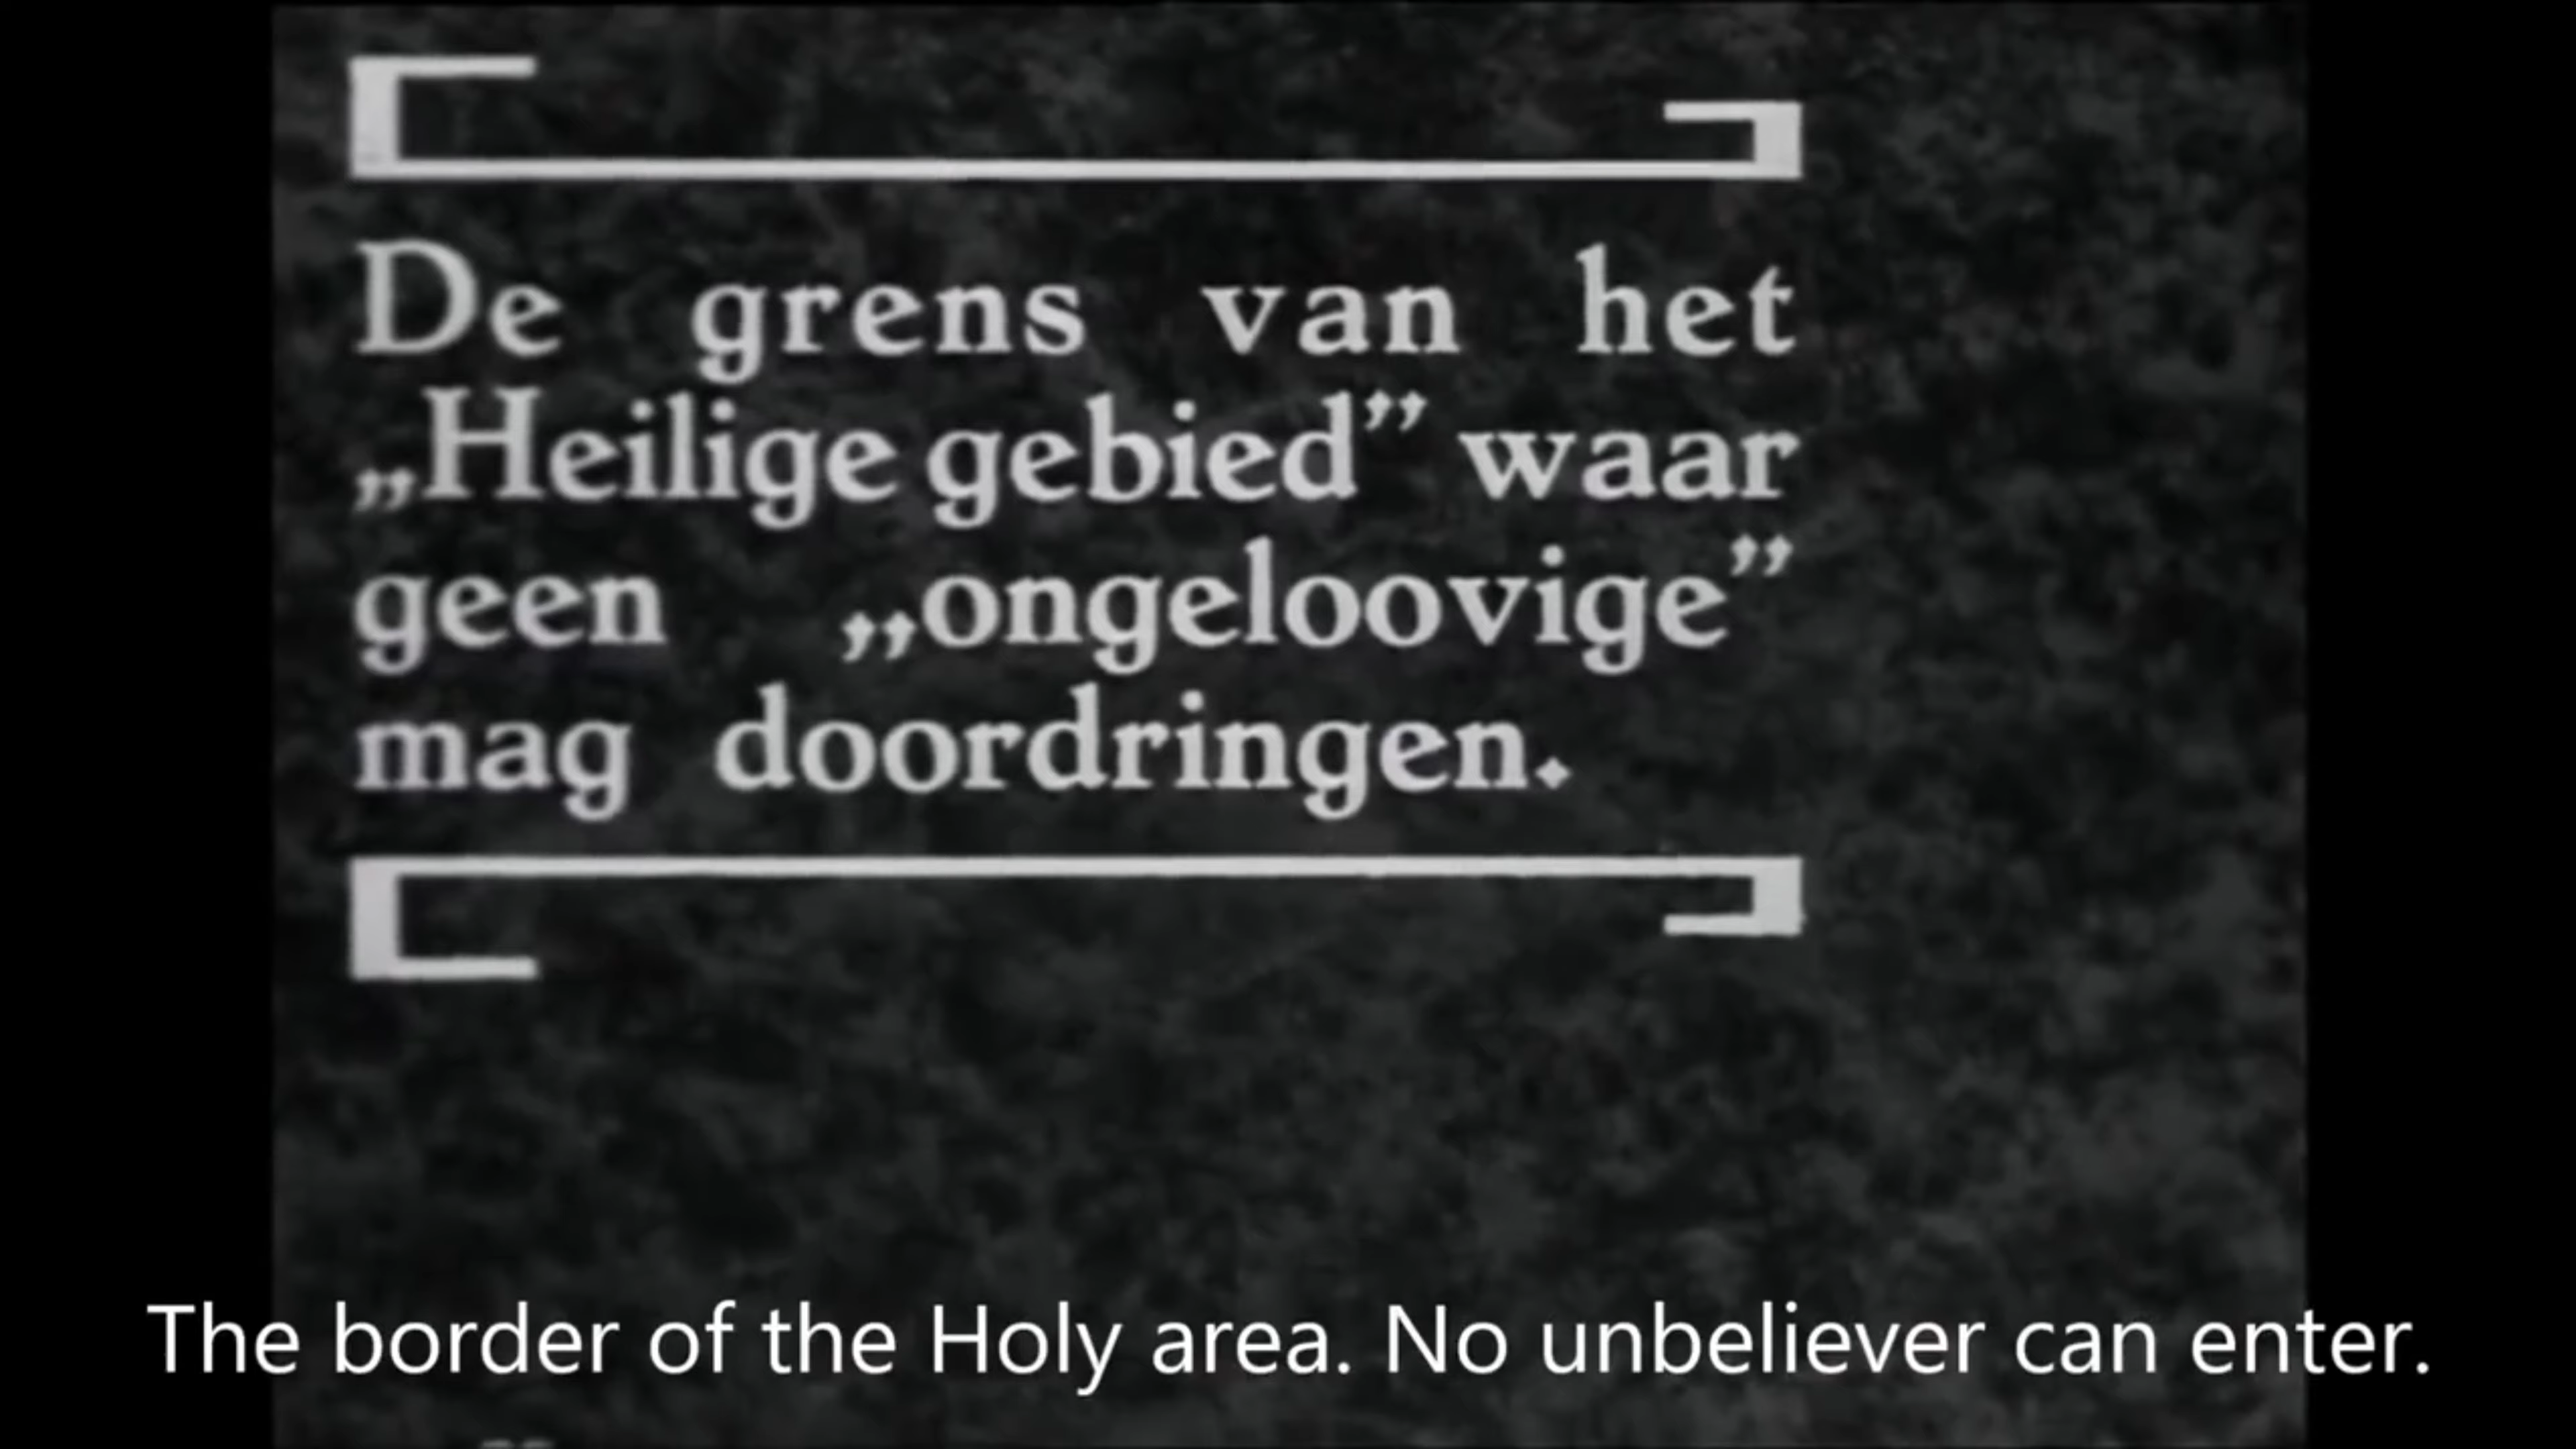 De grens van het
„Heilige gebied” waar
geen „ongeloovige”
mag doordringen.
The border of the Holy area. No unbeliever can enter.